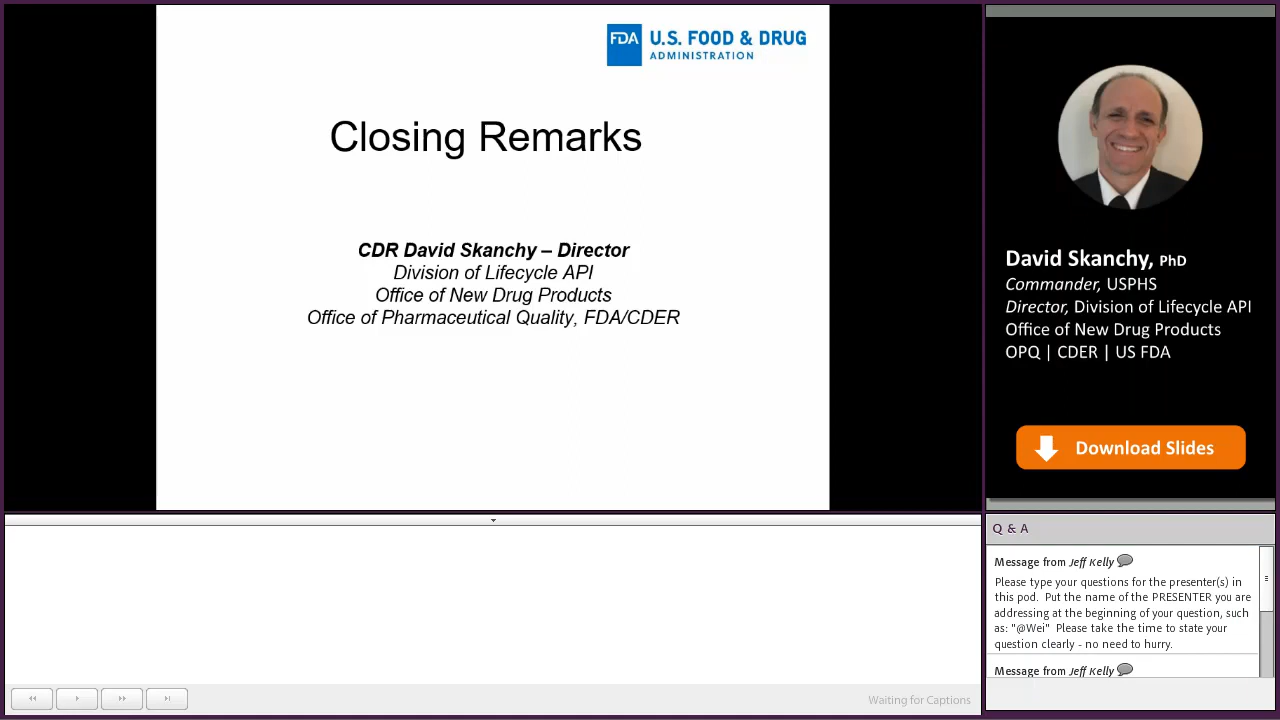 FDA
U.S. FOOD & DRUG
ADMINISTRATION
Closing Remarks
CDR David Skanchy – Director
Division of Lifecycle API
Office of New Drug Products
Office of Pharmaceutical Quality, FDA/CDER
David Skanchy, PhD
Commander, USPHS
Director, Division of Lifecycle API
Office of New Drug Products
OPQ | CDER | US FDA
Download Slides
Q & A
Message from Jeff Kelly
Please type your questions for the presenter(s) in
this pod.  Put the name of the PRESENTER you are
addressing at the beginning of your question, such
as: "@Wei"  Please take the time to state your
question clearly - no need to hurry.
Message from Jeff Kelly
Waiting for Captions